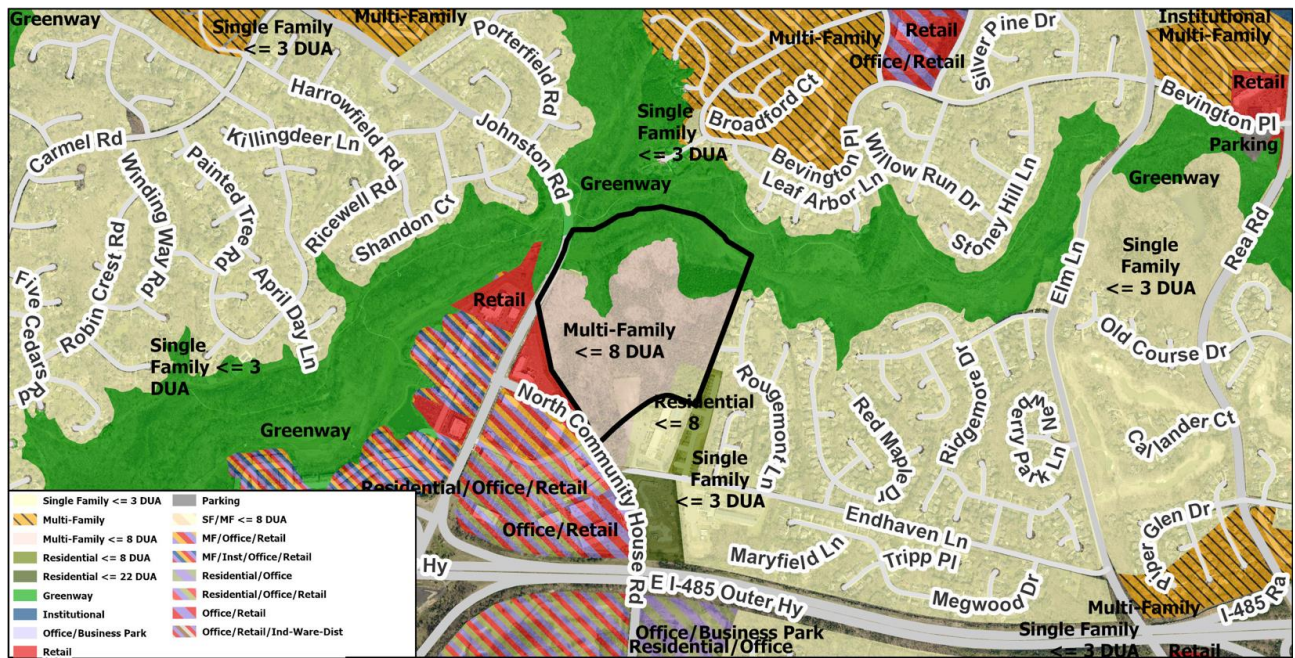 Greenway
Single Family
<= 3 DUA
Multi-Family
Porterfield Rd
Multi-Family
Retail
Office/Retail
Silver Pine Dr
Institutional
Multi-Family
Retail
Bevington Pl
Parking
Harrowfield Rd
Killingdeer Ln
Carmel Rd
Winding Way Rd
Painted Tree Rd
Ricewell Rd
Shandon Cr
Johnston Rd
Single
Family
<= 3 DUA
Broadford Ct
Bevington Pl
Leaf Arbor Ln
Willow Run Dr
Stoney Hill Ln
Greenway
Greenway
Elm Ln
Rea Rd
Single
Family
<= 3 DUA
Five Cedars Rd
Robin Crest Rd
April Day Ln
Single
Family <= 3
DUA
Retail
Multi-Family
<= 8 DUA
Old Course Dr
Callander Ct
North Community House Rd
Residential
<= 8
Rougemont Ln
Red Maple Dr
Ridgemore Dr
Newberry Park Ln
Greenway
Single
Family
<= 3 DUA
Residential/Office/Retail
Office/Retail
Endhaven Ln
Maryfield Ln
Tripp Pl
Megwood Dr
Piper Glen Dr
Hy
E I-485 Outer Hy
I-485 Ra
Multi-Family
Single Family
<= 3 DUA
Retail
Office/Business Park
Residential/Office
Single Family <= 3 DUA
Multi-Family
Multi-Family <= 8 DUA
Residential <= 8 DUA
Residential <= 22 DUA
Greenway
Institutional
Office/Business Park
Retail
Parking
SF/MF <= 8 DUA
MF/Office/Retail
MF/Inst/Office/Retail
Residential/Office
Residential/Office/Retail
Office/Retail
Office/Retail/Ind-Ware-Dist